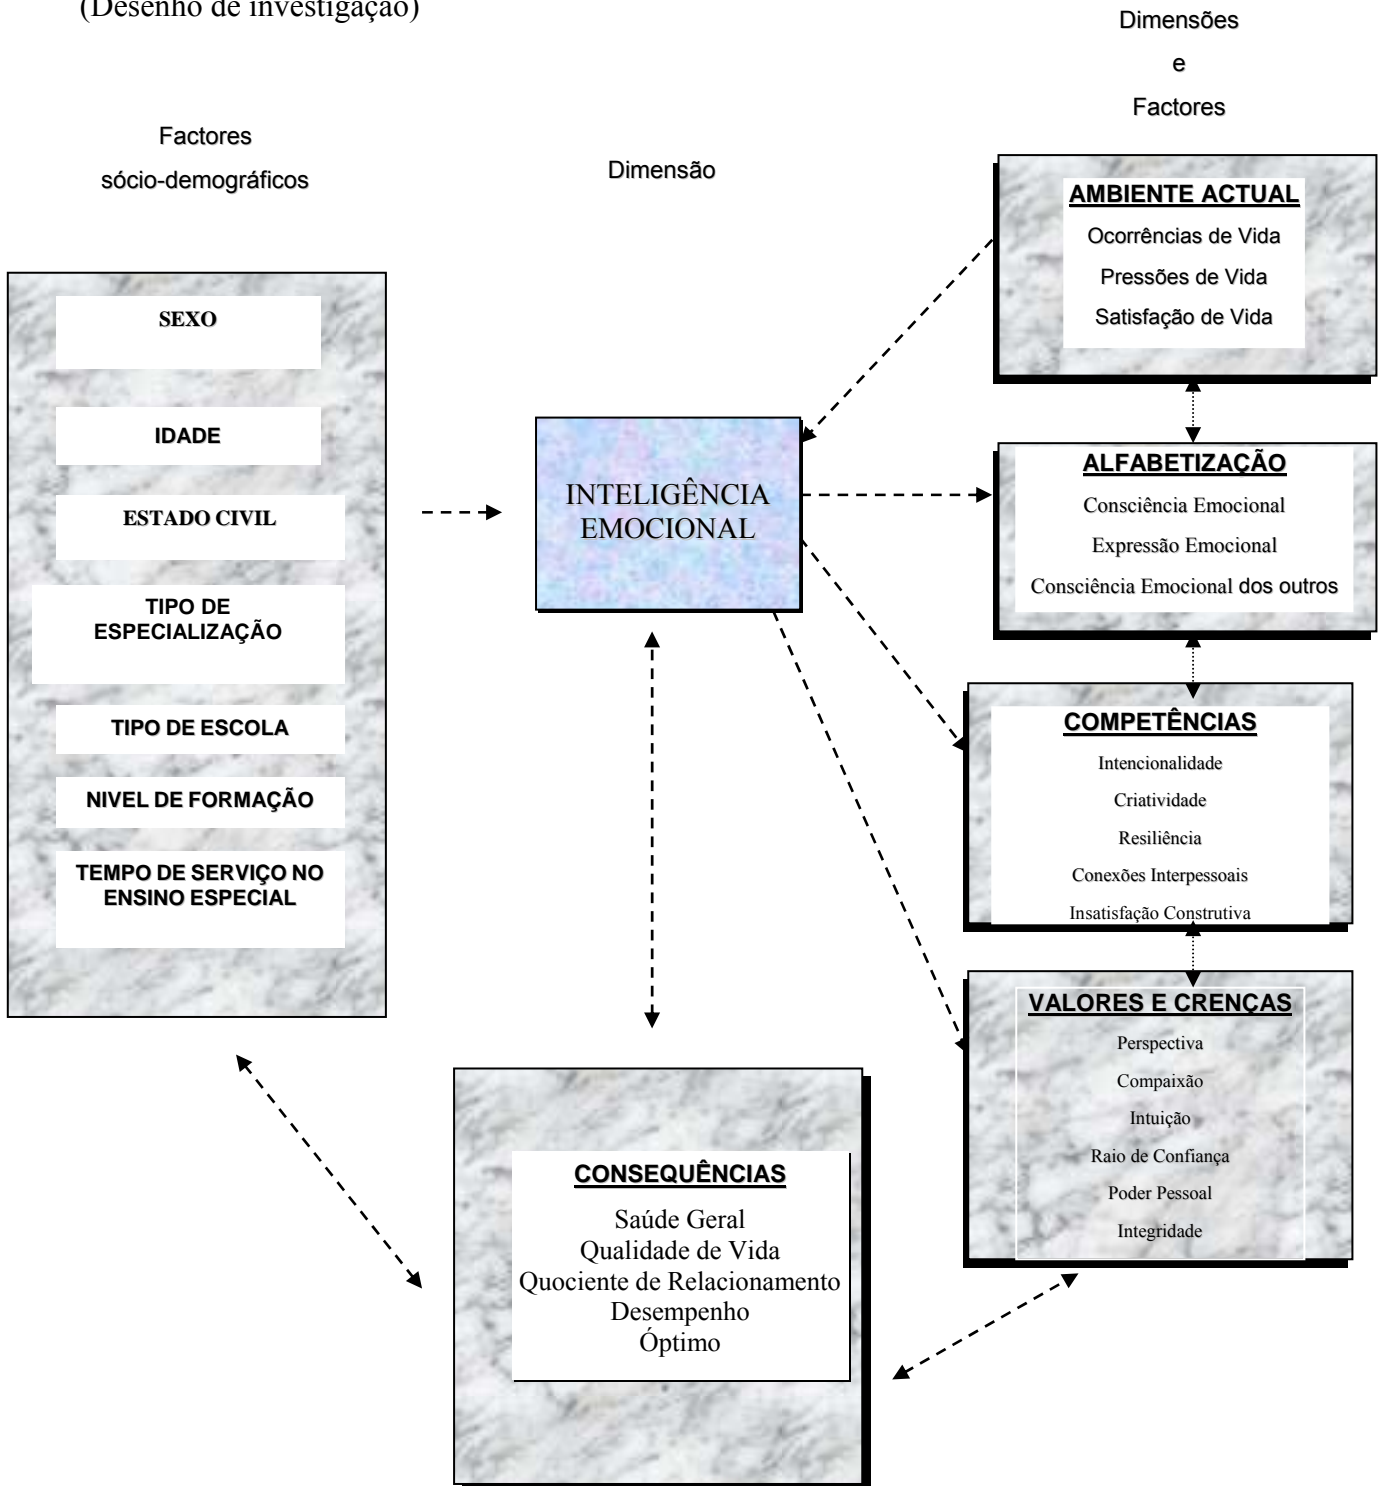 (Desenho de investigação)
Dimensões
e
Factores
Factores
sócio-demográficos
Dimensão
SEXO
IDADE
ESTADO CIVIL
TIPO DE
ESPECIALIZAÇÃO
TIPO DE ESCOLA
NIVEL DE FORMAÇÃO
TEMPO DE SERVIÇO NO
ENSINO ESPECIAL
INTELIGÊNCIA
EMOCIONAL
AMBIENTE ACTUAL
Ocorrências de Vida
Pressões de Vida
Satisfação de Vida
ALFABETIZAÇÃO
Consciência Emocional
Expressão Emocional
Consciência Emocional dos outros
COMPETÊNCIAS
Intencionalidade
Criatividade
Resiliência
Conexões Interpessoais
Insatisfação Construtiva
VALORES E CRENÇAS
Perspectiva
Compaixão
Intuição
Raio de Confiança
Poder Pessoal
Integridade
CONSEQUÊNCIAS
Saúde Geral
Qualidade de Vida
Quociente de Relacionamento
Desempenho
Óptimo